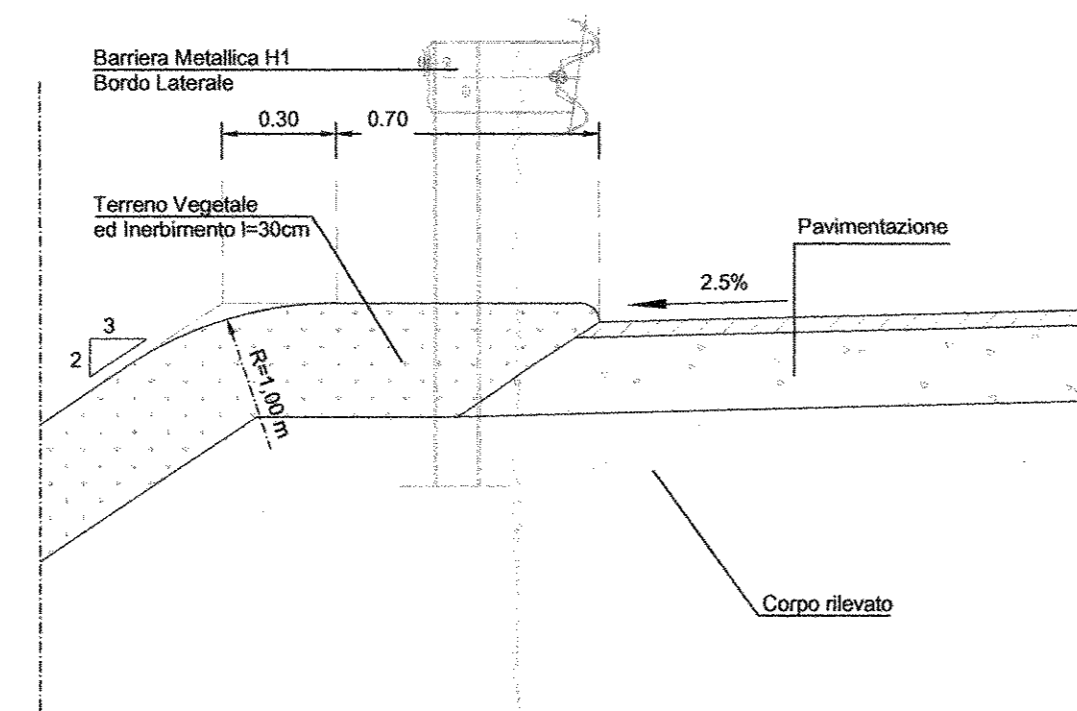 Barriera Metallica H1
Bordo Laterale
0.30
0.70
Terreno Vegetale
ed Inerbimento l=30cm
Pavimentazione
2.5%
3
2
R=1,00 m
Corpo rilevato